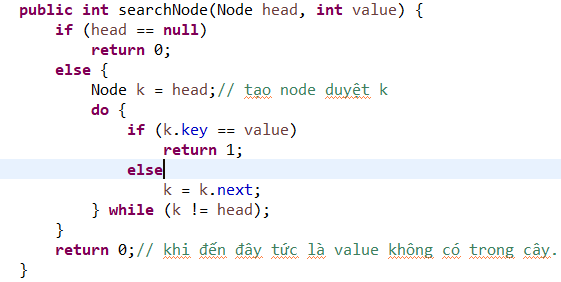 public int searchNode(Node head, int value) {
    if (head == null)
        return 0;
    else {
        Node k = head;// tạo node duyệt k
        do {
            if (k.key == value)
                return 1;
            else
                k = k.next;
        } while (k != head);
    }
    return 0;// khi đến đây tức là value không có trong cây.
}